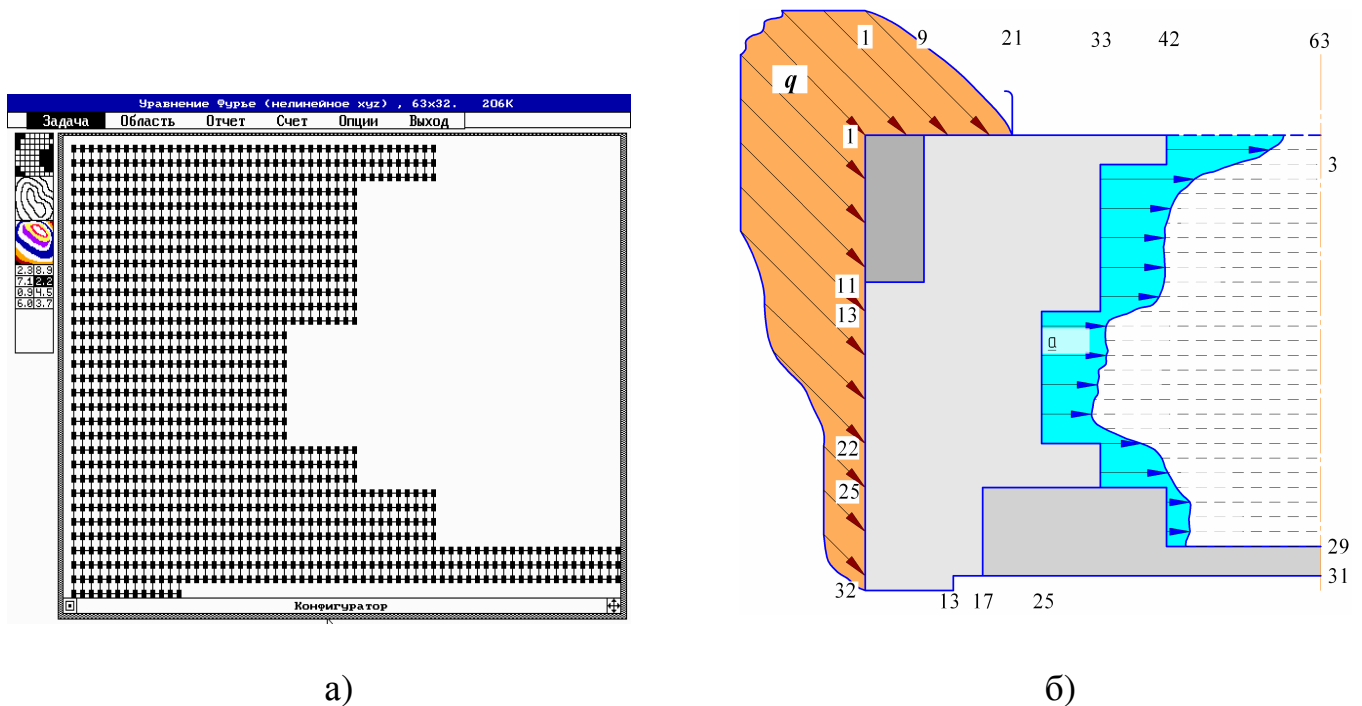 Уравнение Фурье (нелинейное xyz) , 63x32. 206K
Задача Область Отчет Счет Опции Выход
2.3 8.9
7.1 2.2
0.3 4.5
6.0 3.7
Конфигуратор
а)
1 9 21 33 42 63
q
1
3
11
13
a
22
25
29
31
32 13 17 25
б)